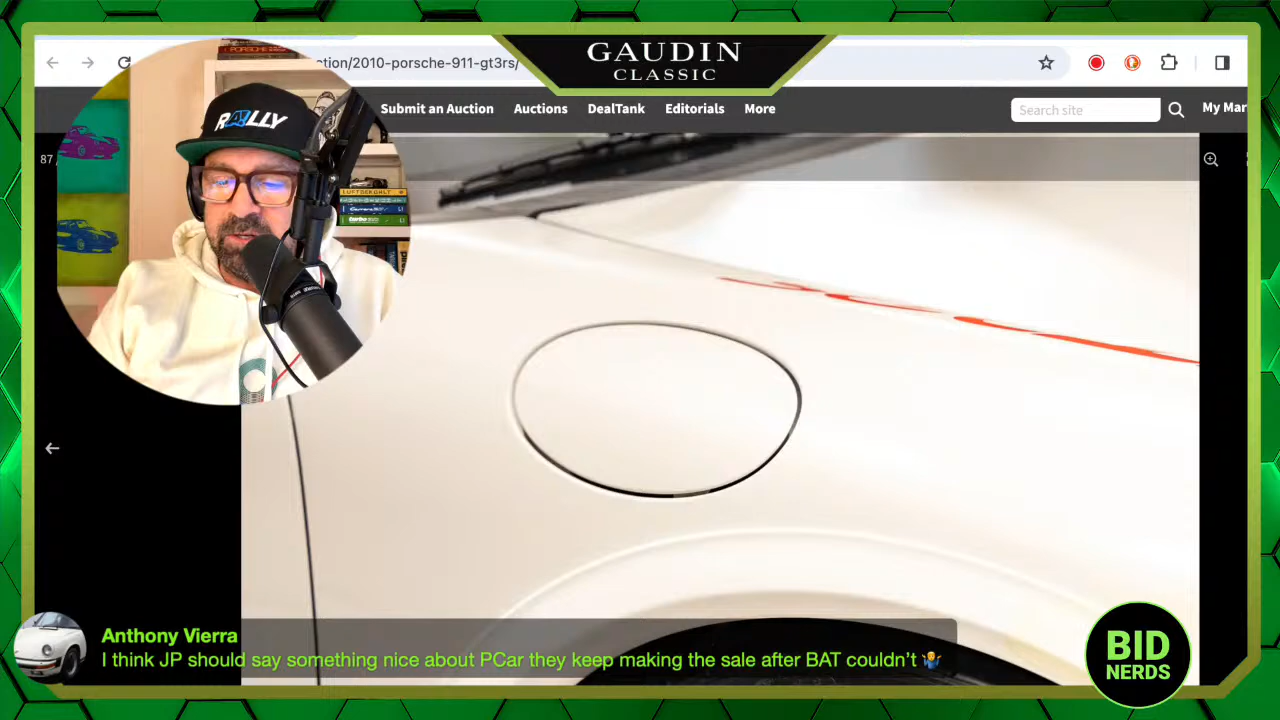 GAUDIN
CLASSIC
ction/2010-porsche-911-gt3rs/
Submit an Auction
Auctions
DealTank
Editorials
More
Search site
My Mar
87
RALLY
LUFTGEKÜHLT
turbo
Anthony Vierra
I think JP should say something nice about PCar they keep making the sale after BAT couldn't 🤷
BID
NERDS